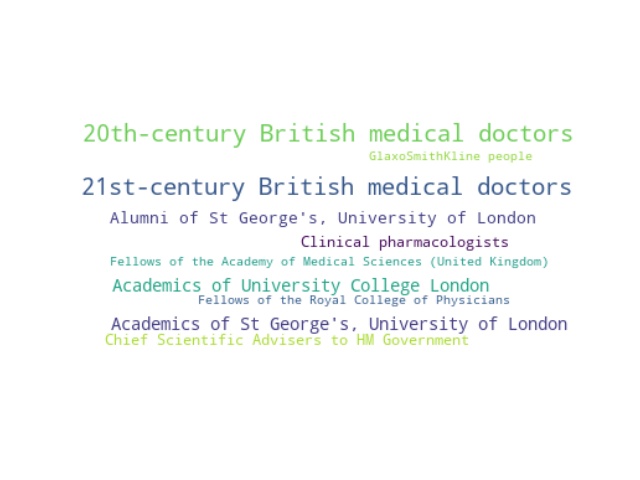 20th-century British medical doctors
GlaxoSmithKline people
21st-century British medical doctors
Alumni of St George's, University of London
Clinical pharmacologists
Fellows of the Academy of Medical Sciences (United Kingdom)
Academics of University College London
Fellows of the Royal College of Physicians
Academics of St George's, University of London
Chief Scientific Advisers to HM Government